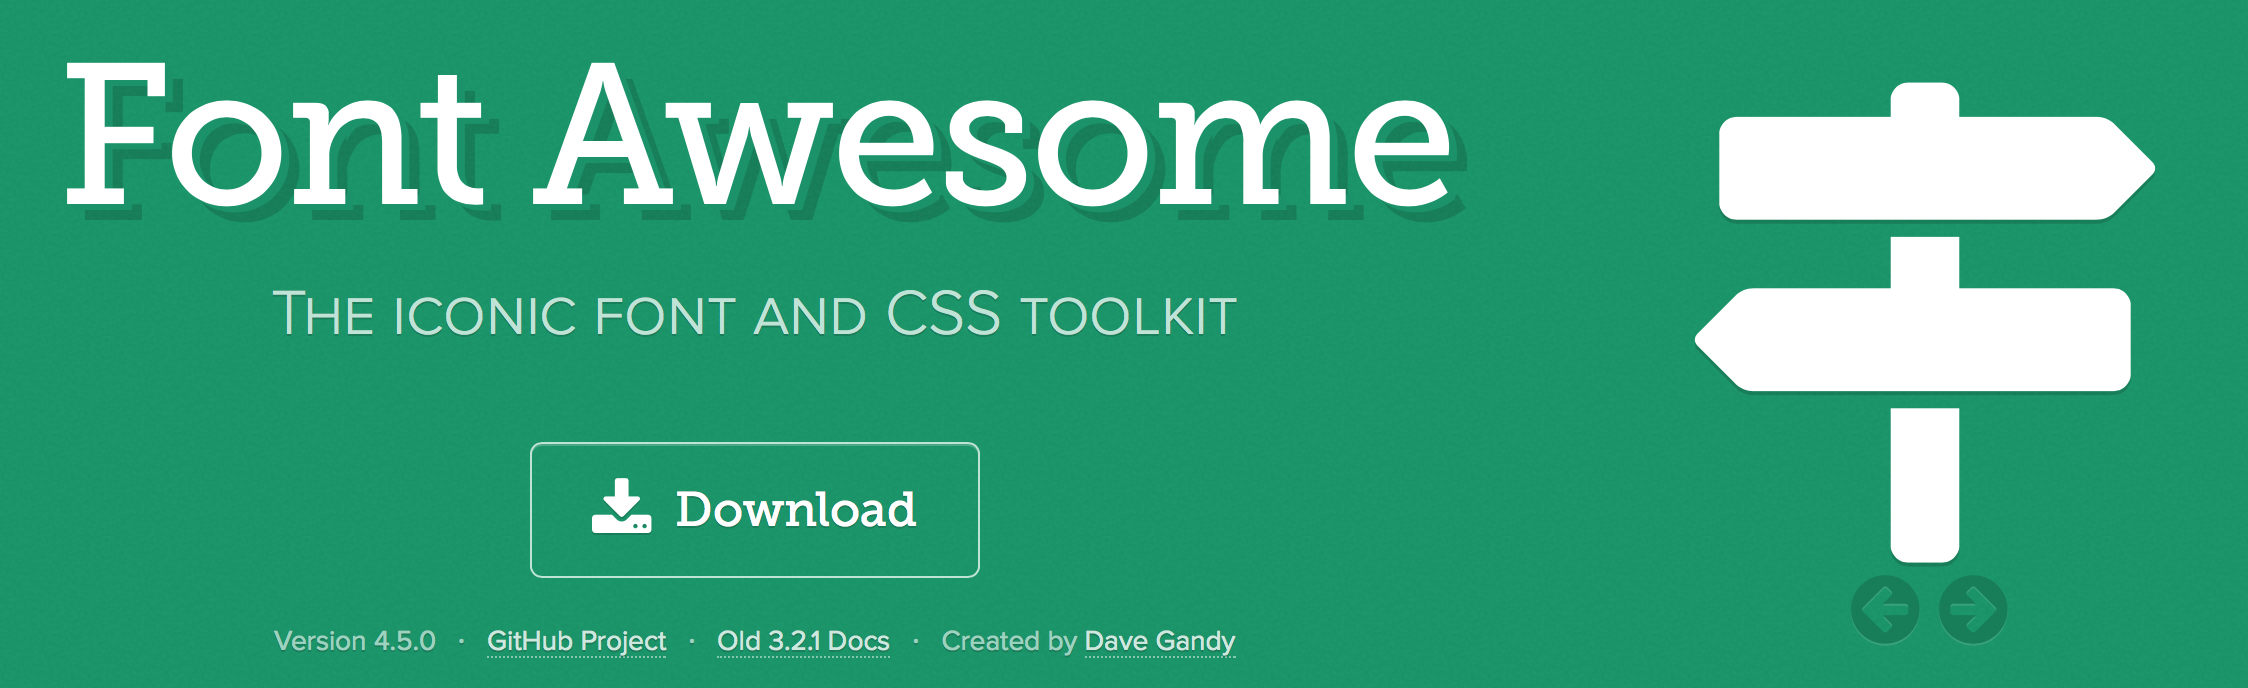 Font Awesome
The iconic font and CSS toolkit
Download
Version 4.5.0 · GitHub Project · Old 3.2.1 Docs · Created by Dave Gandy